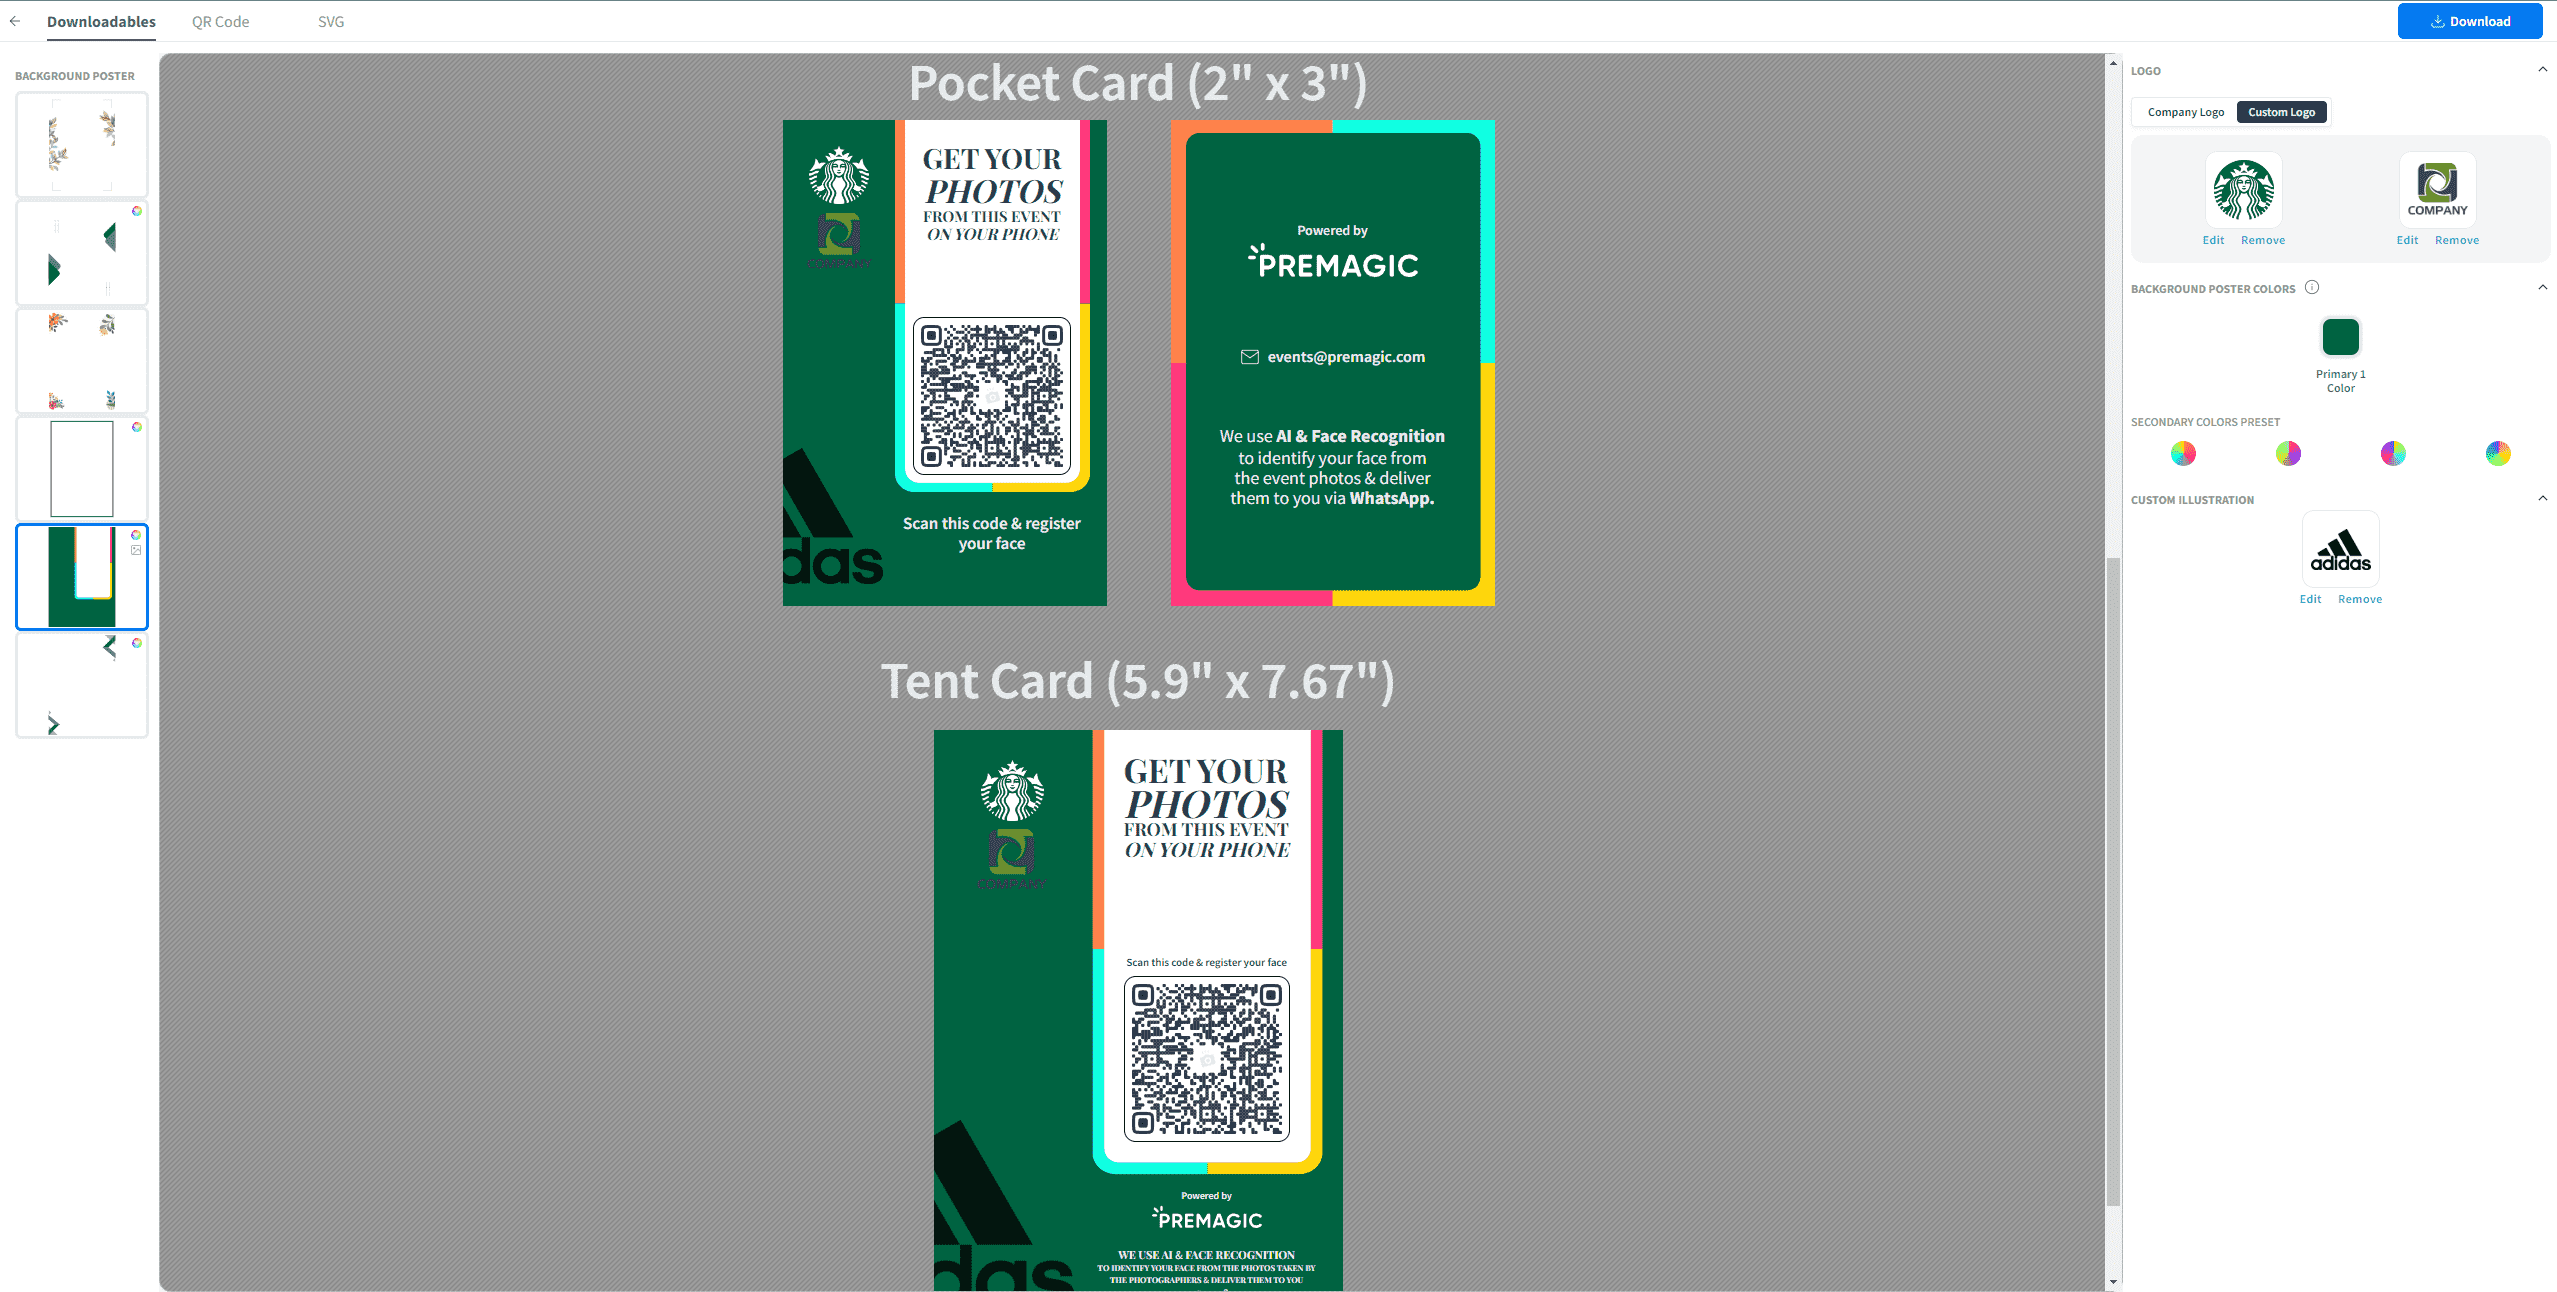 Downloadables
QR Code
SVG
Download
BACKGROUND POSTER
Pocket Card (2" x 3")
GET YOUR
PHOTOS
FROM THIS EVENT
ON YOUR PHONE
COMPANY
Scan this code & register
your face
adidas
Powered by
PREMAGIC
events@premagic.com
We use AI & Face Recognition
to identify your face from
the event photos & deliver
them to you via WhatsApp.
Tent Card (5.9" x 7.67")
GET YOUR
PHOTOS
FROM THIS EVENT
ON YOUR PHONE
COMPANY
Scan this code & register your face
Powered by
PREMAGIC
WE USE AI & FACE RECOGNITION
TO IDENTIFY YOUR FACE FROM THE PHOTOS TAKEN BY
THE PHOTOGRAPHERS & DELIVER THEM TO YOU
das
LOGO
Company Logo
Custom Logo
COMPANY
Edit Remove
Edit Remove
BACKGROUND POSTER COLORS
Primary 1
Color
SECONDARY COLORS PRESET
CUSTOM ILLUSTRATION
adidas
Edit Remove